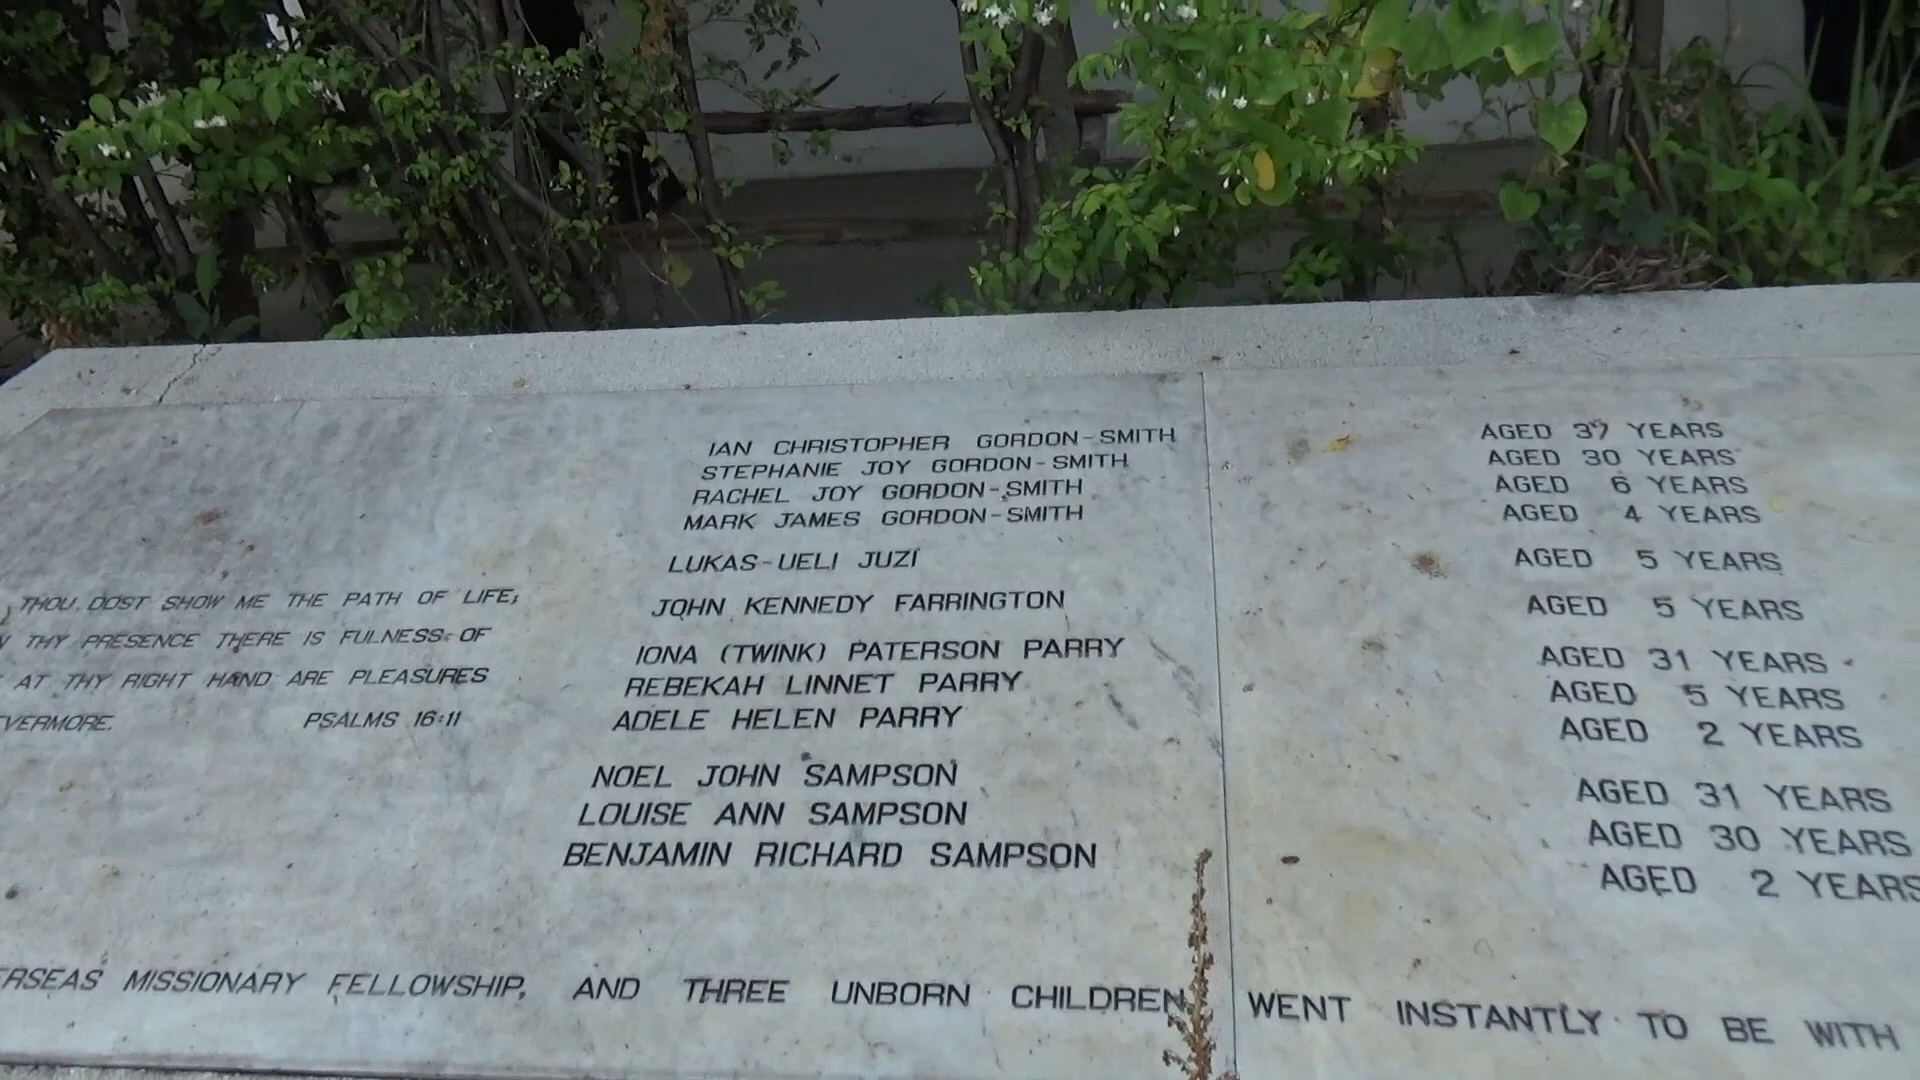 IAN CHRISTOPHER GORDON-SMITH AGED 37 YEARS
STEPHANIE JOY GORDON-SMITH AGED 30 YEARS
RACHEL JOY GORDON-SMITH AGED 6 YEARS
MARK JAMES GORDON-SMITH AGED 4 YEARS
LUKAS-UELI JUZI AGED 5 YEARS
JOHN KENNEDY FARRINGTON AGED 5 YEARS
IONA (TWINK) PATERSON PARRY AGED 31 YEARS
REBEKAH LINNET PARRY AGED 5 YEARS
ADELE HELEN PARRY AGED 2 YEARS
NOEL JOHN SAMPSON AGED 31 YEARS
LOUISE ANN SAMPSON AGED 30 YEARS
BENJAMIN RICHARD SAMPSON AGED 2 YEARS
THOU DOST SHOW ME THE PATH OF LIFE;
THY PRESENCE THERE IS FULNESS OF
AT THY RIGHT HAND ARE PLEASURES
VERMORE. PSALMS 16:11
ERSEAS MISSIONARY FELLOWSHIP, AND THREE UNBORN CHILDREN WENT INSTANTLY TO BE WITH